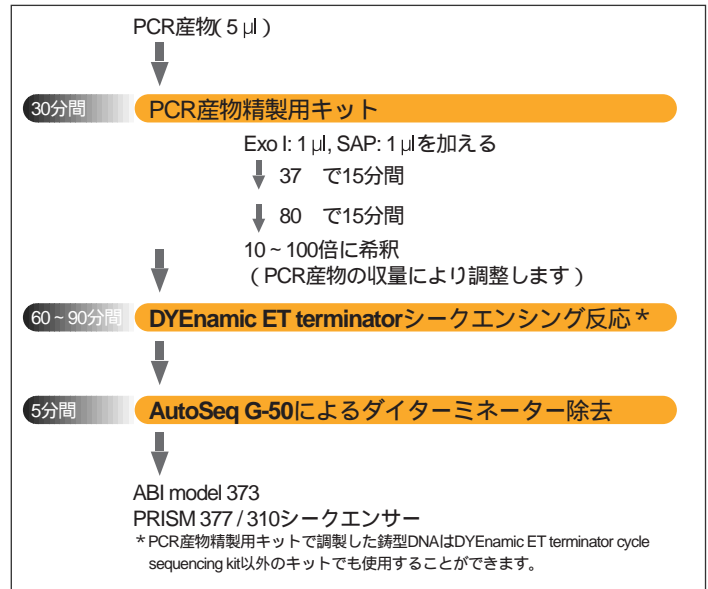 PCR産物( 5 μl )
30分間 PCR産物精製用キット
Exo I: 1 μl, SAP: 1 μlを加える
37　で15分間
80　で15分間
10 ~ 100倍に希釈
( PCR産物の収量により調整します )
60 ~ 90分間 DYEnamic ET terminatorシークエンシング反応*
5分間 AutoSeq G-50によるダイターミネーター除去
ABI model 373
PRISM 377 / 310シークエンサー
*PCR産物精製用キットで調製した鋳型DNAはDYEnamic ET terminator cycle
sequencing kit以外のキットでも使用することができます。